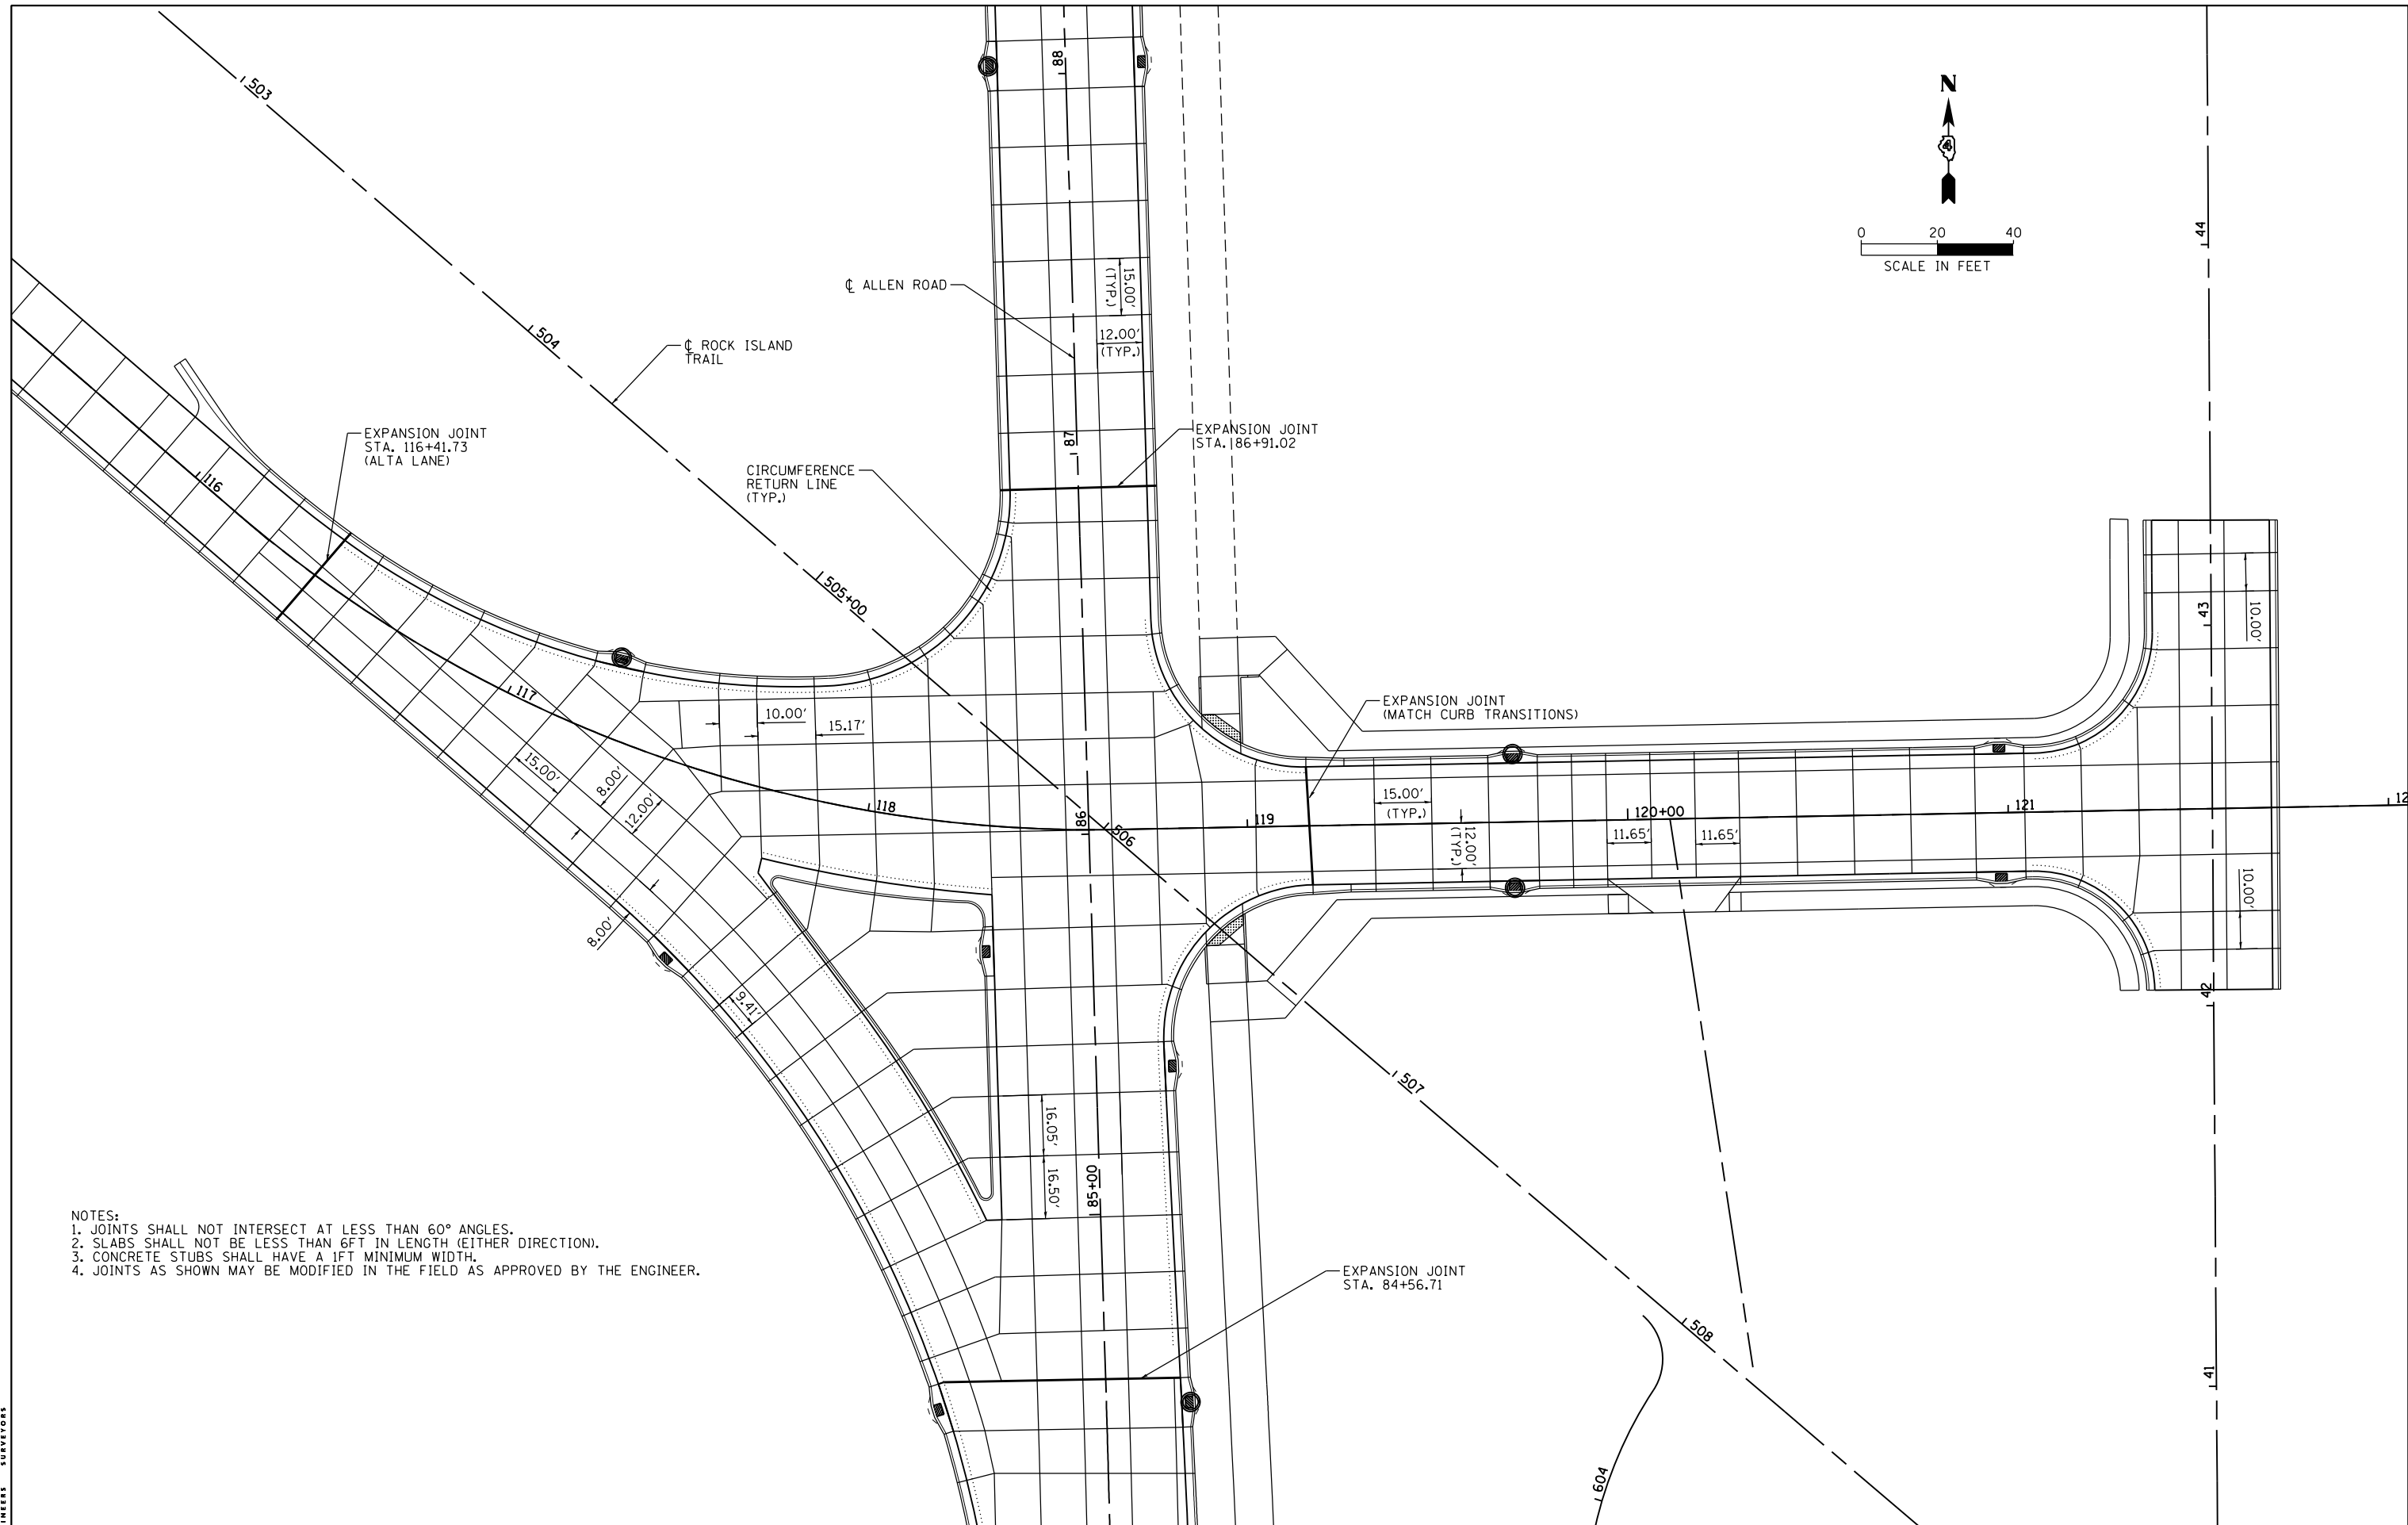 N
4
0 20 40
SCALE IN FEET
503
504
505+00
506
507
508
604
88
87
86
85+00
44
43
42
41
116
117
118
119
120+00
121
12
℄ ALLEN ROAD
℄ ROCK ISLAND
TRAIL
15.00'
(TYP.)
12.00'
(TYP.)
EXPANSION JOINT
STA. 116+41.73
(ALTA LANE)
CIRCUMFERENCE
RETURN LINE
(TYP.)
EXPANSION JOINT
STA. 86+91.02
EXPANSION JOINT
(MATCH CURB TRANSITIONS)
10.00'
15.17'
15.00'
8.00'
12.00'
8.00'
9.41'
15.00'
(TYP.)
12.00'
(TYP.)
11.65'
11.65'
10.00'
10.00'
16.05'
16.50'
EXPANSION JOINT
STA. 84+56.71
NOTES:
1. JOINTS SHALL NOT INTERSECT AT LESS THAN 60° ANGLES.
2. SLABS SHALL NOT BE LESS THAN 6FT IN LENGTH (EITHER DIRECTION).
3. CONCRETE STUBS SHALL HAVE A 1FT MINIMUM WIDTH.
4. JOINTS AS SHOWN MAY BE MODIFIED IN THE FIELD AS APPROVED BY THE ENGINEER.
INEERS SURVEYORS